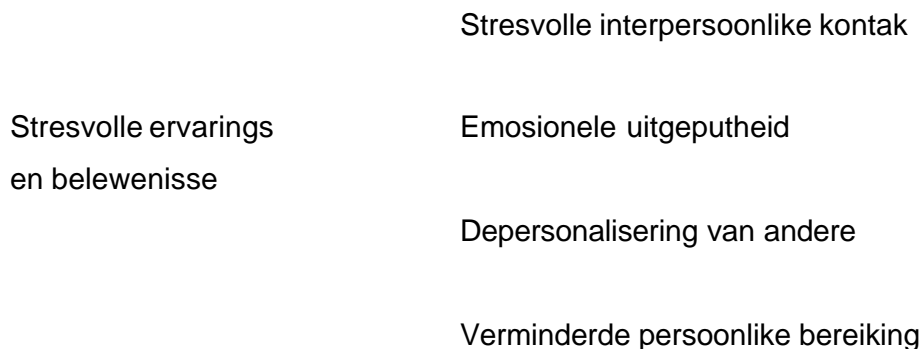 Stresvolle interpersoonlike kontak
Stresvolle ervarings
en belewenisse
Emosionele uitgeputheid
Depersonalisering van andere
Verminderde persoonlike bereiking